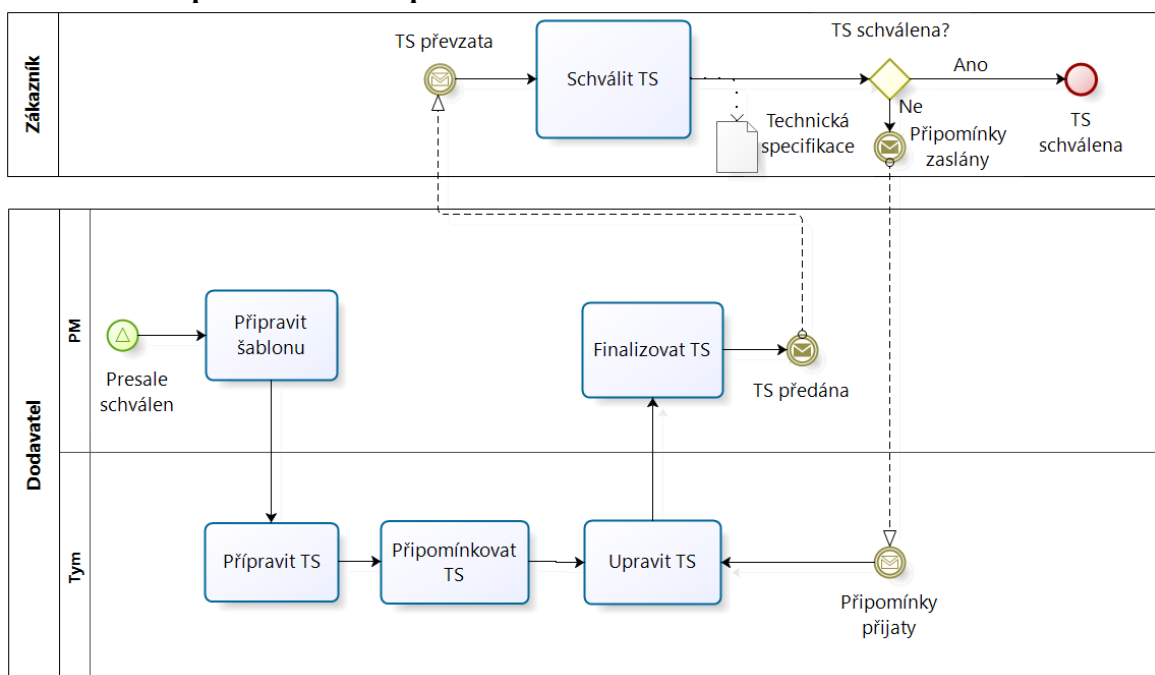 Zákazník
TS převzata
Schválit TS
TS schválena?
Ano
Ne
Technická
specifikace
Připomínky
zaslány
TS
schválena
Dodavatel
PM
Presale
schválen
Připravit
šablonu
Finalizovat TS
TS předána
Tym
Přípravit TS
Připomínkovat
TS
Upravit TS
Připomínky
přijaty